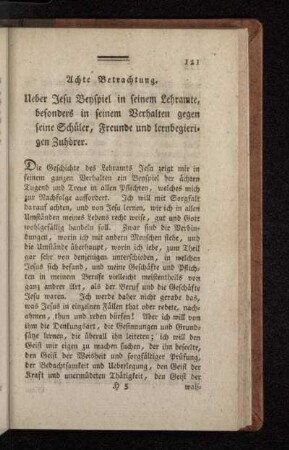 121
Achte Betrachtung.
Ueber Jesu Beyspiel in seinem Lehramte,
besonders in seinem Verhalten gegen
seine Schüler, Freunde und lernbegieri-
gen Zuhörer.
Die Geschichte des Lehramts Jesu zeigt mir in
seinem ganzen Verhalten ein Beyspiel der ächten
Tugend und Treue in allen Pflichten, welches mich
zur Nachfolge auffordert. Ich will mit Sorgfalt
darauf achten, und von Jesu lernen, wie ich in allen
Umständen meines Lebens recht weise, gut und Gott
wohlgefällig handeln soll. Zwar sind die Verbin-
dungen, worin ich mit andern Menschen stehe, und
die Umstände überhaupt, worin ich lebe, zum Theil
gar sehr von denenjenigen unterschieden, in welchen
Jesus sich befand, und meine Geschäfte und Pflich-
ten in meinem Berufe vielleicht meistentheils von
ganz andrer Art, als der Beruf und die Geschäfte
Jesu waren. Ich werde daher nicht gerade das,
was Jesus in einzelnen Fällen that oder redete, nach-
ahmen, thun und reden dürfen! Aber ich will von
ihm die Denkungsart, die Gesinnungen und Grund-
sätze lernen, die überall ihn leiteten; ich will den
Geist mir eigen zu machen suchen, der ihn beseelte,
den Geist der Weisheit und sorgfältiger Prüfung,
der Bedachtsamkeit und Ueberlegung, den Geist der
Kraft und unermüdeten Thätigkeit, den Geist der
H 5 wah-